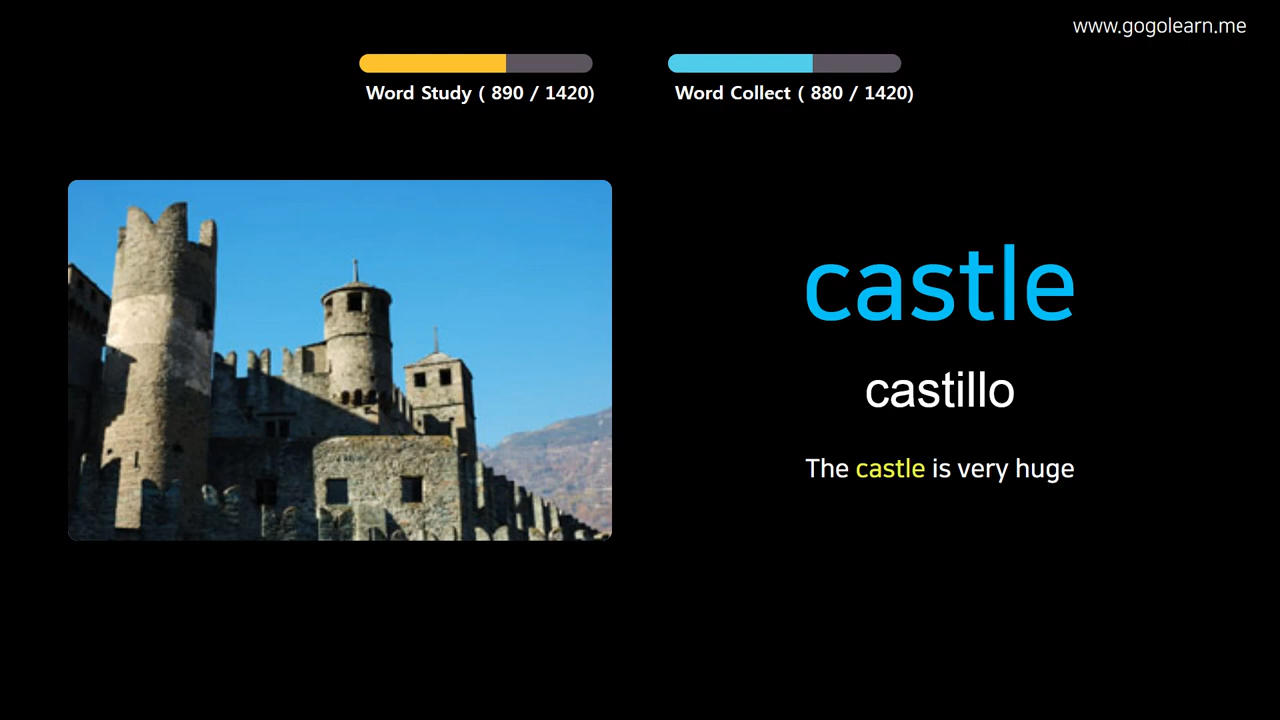 www.gogolearn.me
Word Study ( 890 / 1420)
Word Collect ( 880 / 1420)
castle
castillo
The castle is very huge